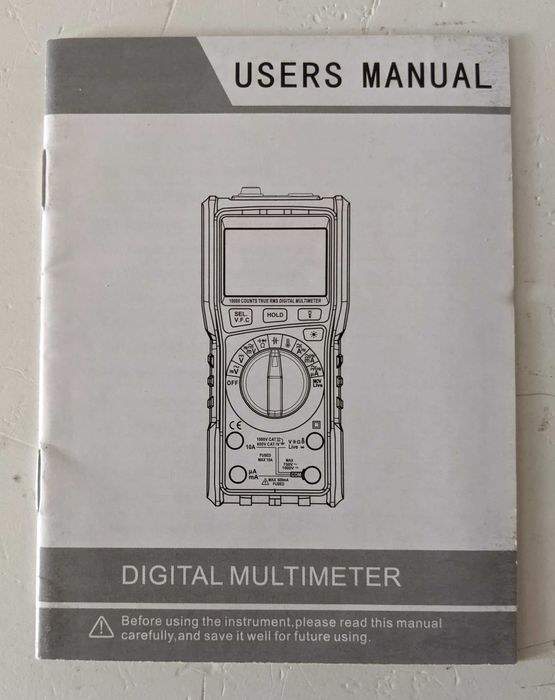 USERS MANUAL
10000 COUNTS TRUE RMS DIGITAL MULTIMETER
SEL.
V.F.C
HOLD
OFF
NCV
Live
CE
1000V CAT III
600V CAT IV
10A
Live
FUSED
MAX 10A
MAX
750V~
1000V
µA
mA
MAX 600mA
FUSED
DIGITAL MULTIMETER
Before using the instrument,please read this manual
carefully,and save it well for future using.